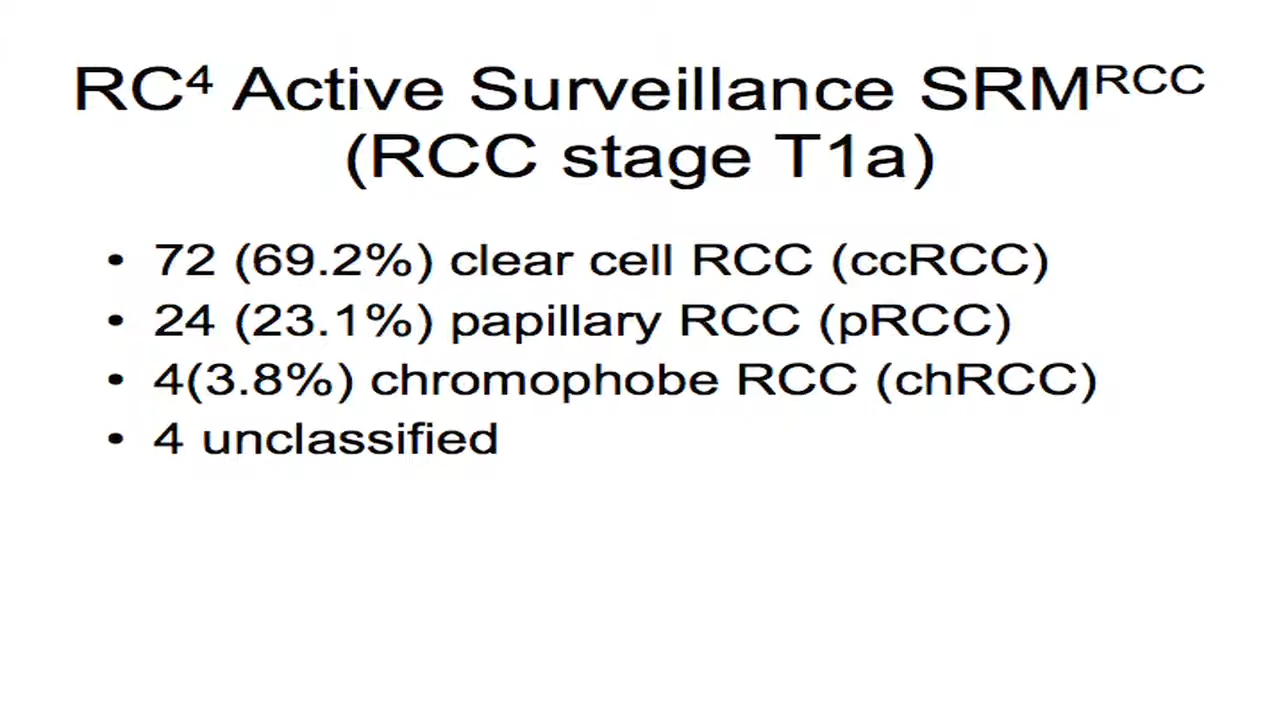 RC⁴ Active Surveillance SRMᴿᶜᶜ
(RCC stage T1a)
• 72 (69.2%) clear cell RCC (ccRCC)
• 24 (23.1%) papillary RCC (pRCC)
• 4(3.8%) chromophobe RCC (chRCC)
• 4 unclassified